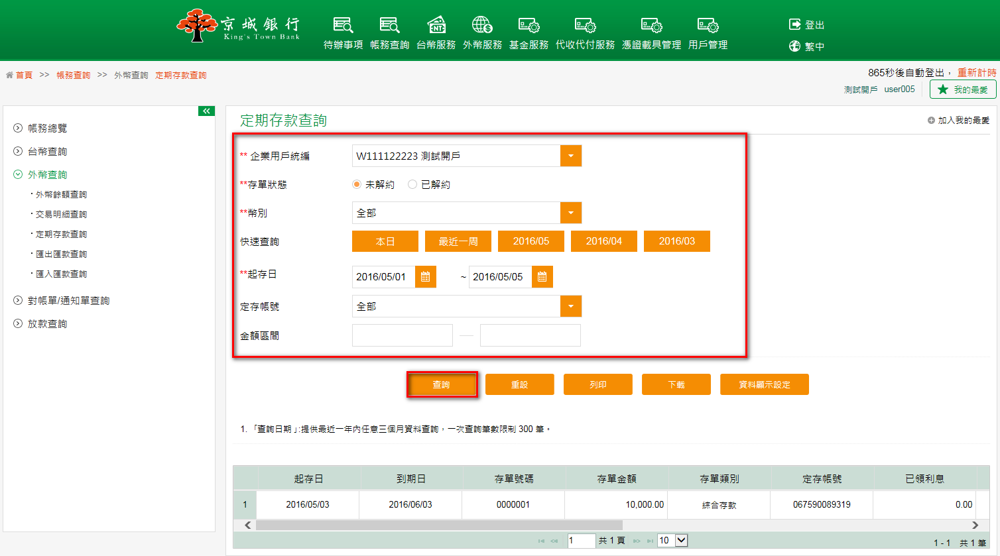 京城銀行
King's Town Bank
待辦事項 帳務查詢 台幣服務 外幣服務 基金服務 代收代付服務 憑證載具管理 用戶管理
登出
繁中
首頁 >> 帳務查詢 >> 外幣查詢 定期存款查詢
865秒後自動登出， 重新計時
測試開戶 user005 我的最愛
帳務總覽
台幣查詢
外幣查詢
‧外幣餘額查詢
‧交易明細查詢
‧定期存款查詢
‧匯出匯款查詢
‧匯入匯款查詢
對帳單/通知單查詢
放款查詢
定期存款查詢
加入我的最愛
** 企業用戶統編 W111122223 測試開戶
**存單狀態 未解約 已解約
**幣別 全部
快速查詢 本日 最近一周 2016/05 2016/04 2016/03
**起存日 2016/05/01 ~ 2016/05/05
定存帳號 全部
金額區間
查詢 重設 列印 下載 資料顯示設定
1. 「查詢日期」:提供最近一年內任意三個月資料查詢，一次查詢筆數限制 300 筆。
起存日 到期日 存單號碼 存單金額 存單類別 定存帳號 已領利息
1 2016/05/03 2016/06/03 0000001 10,000.00 綜合存款 067590089319 0.00
1 共 1 頁 10 1 - 1 共 1 筆